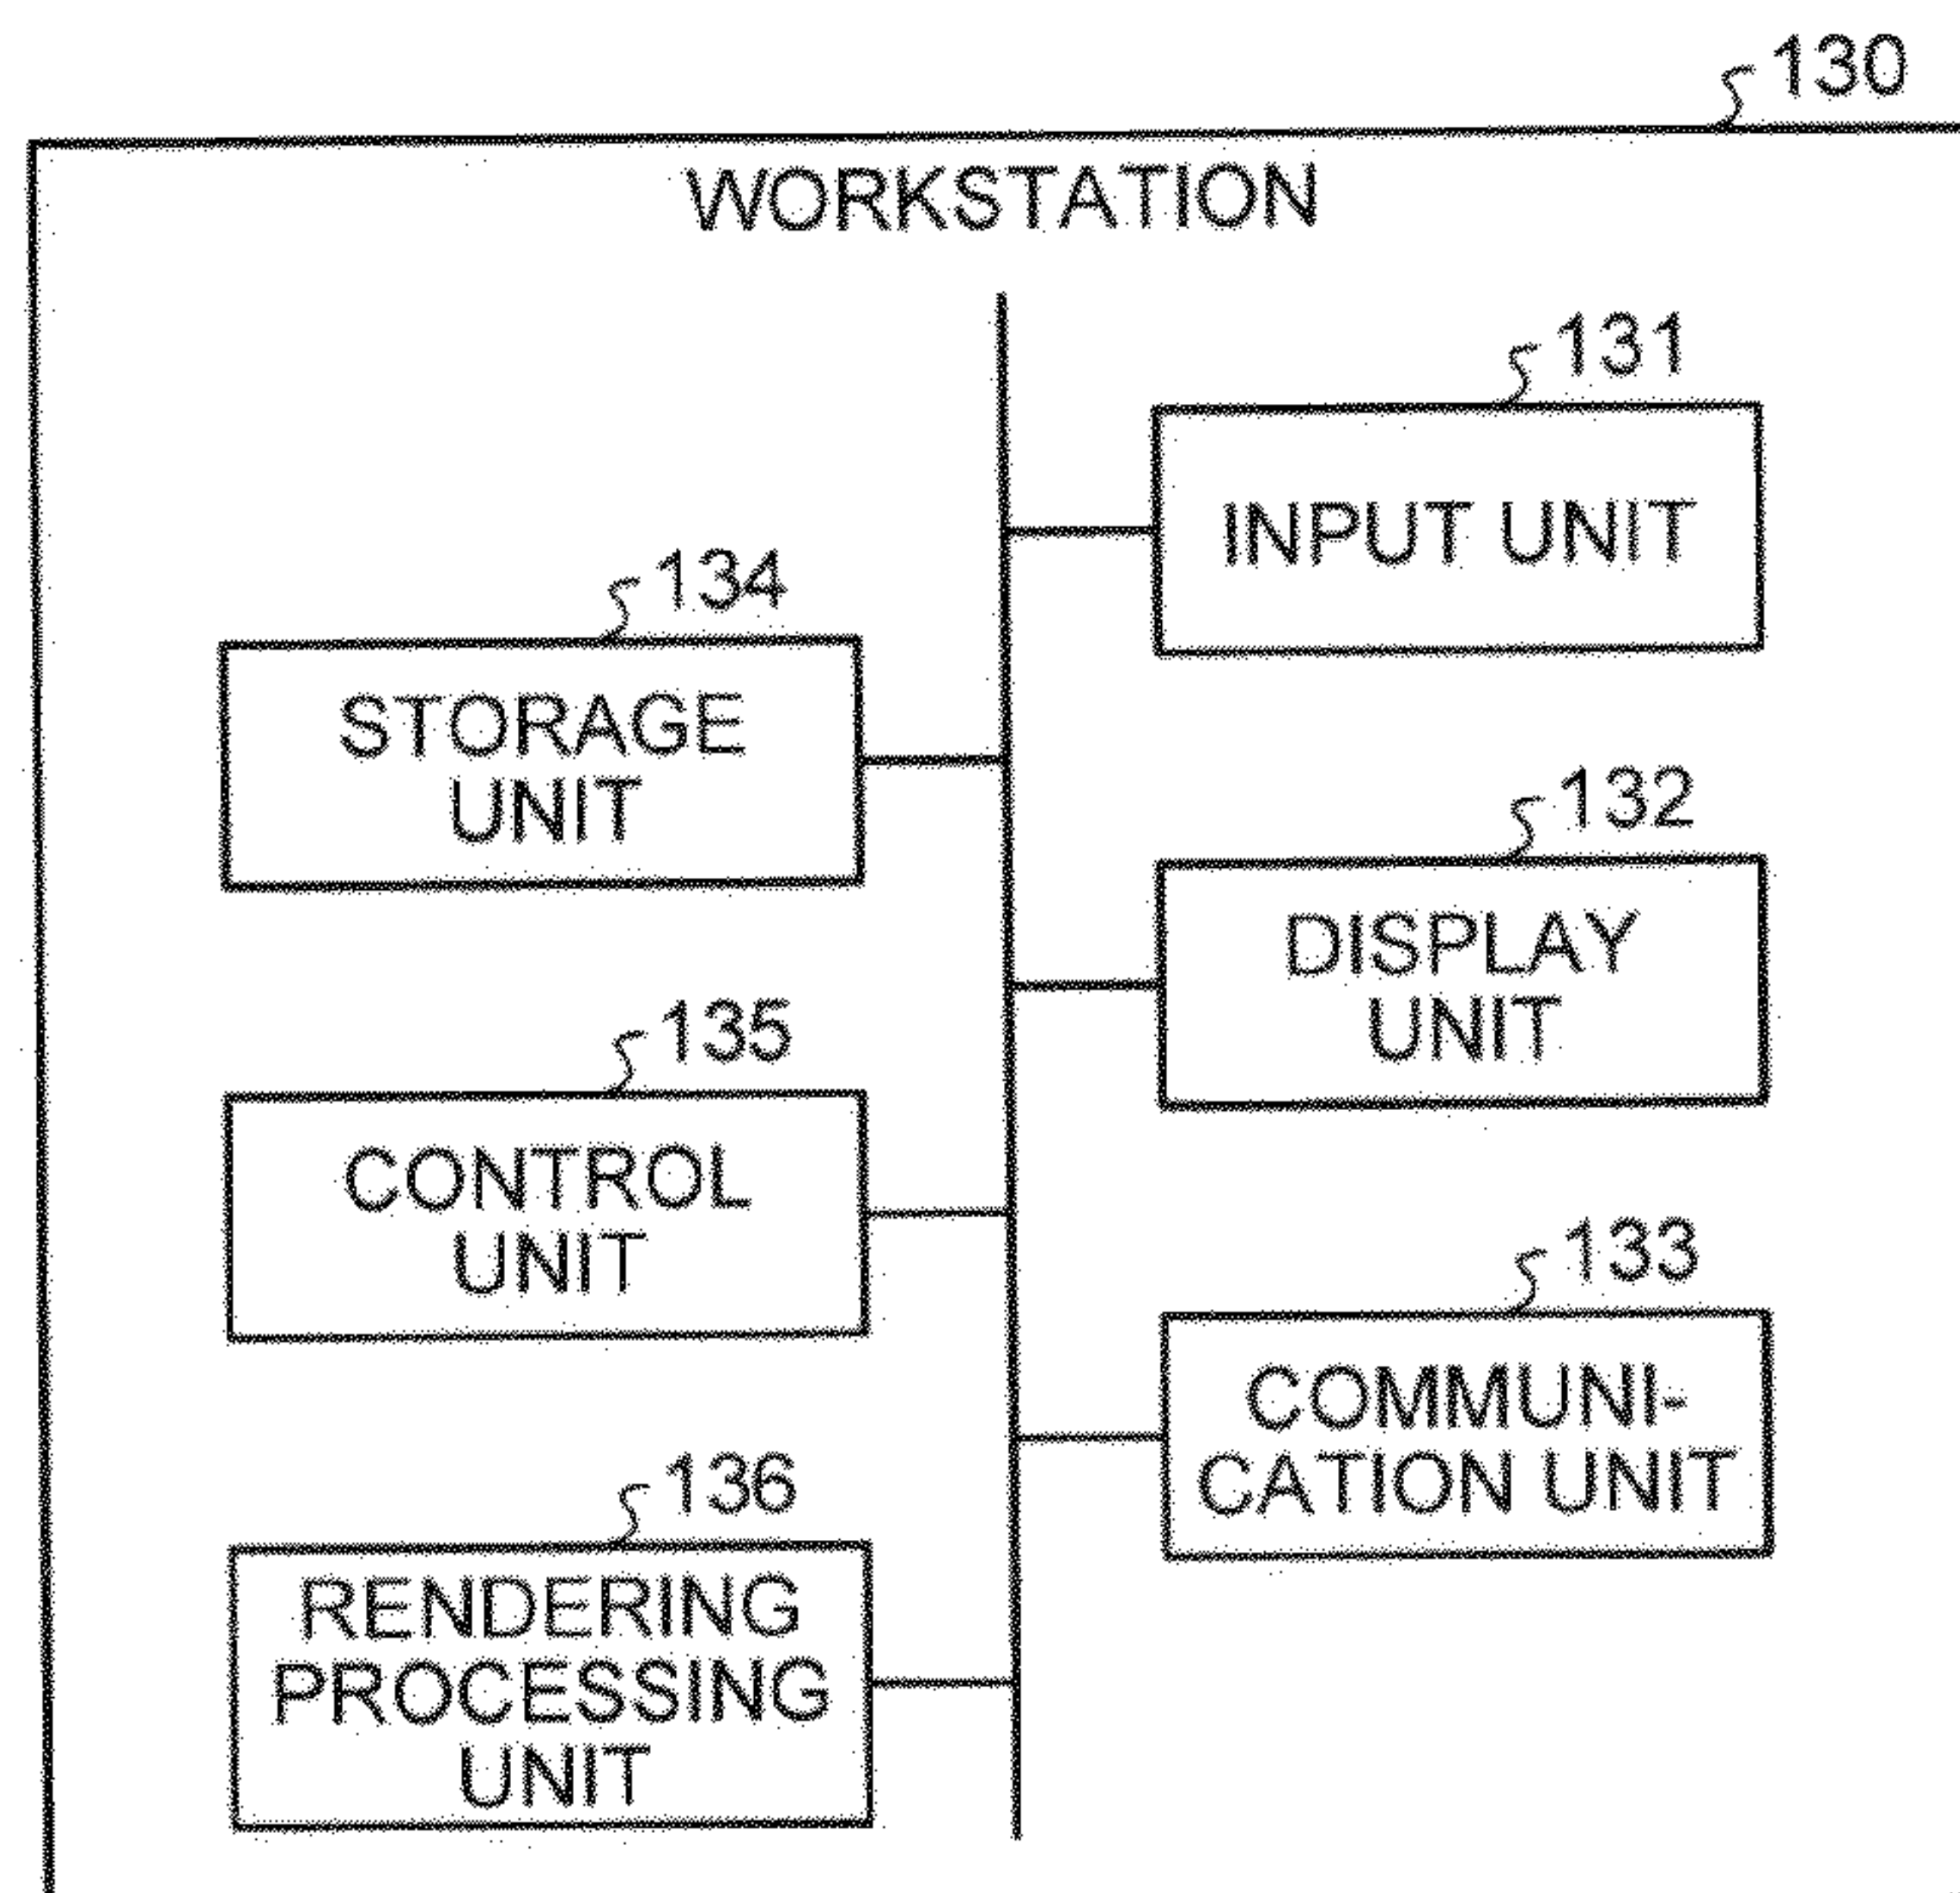 130
WORKSTATION
131
INPUT UNIT
134
STORAGE
UNIT
132
DISPLAY
UNIT
135
CONTROL
UNIT
133
COMMUNI-
CATION UNIT
136
RENDERING
PROCESSING
UNIT